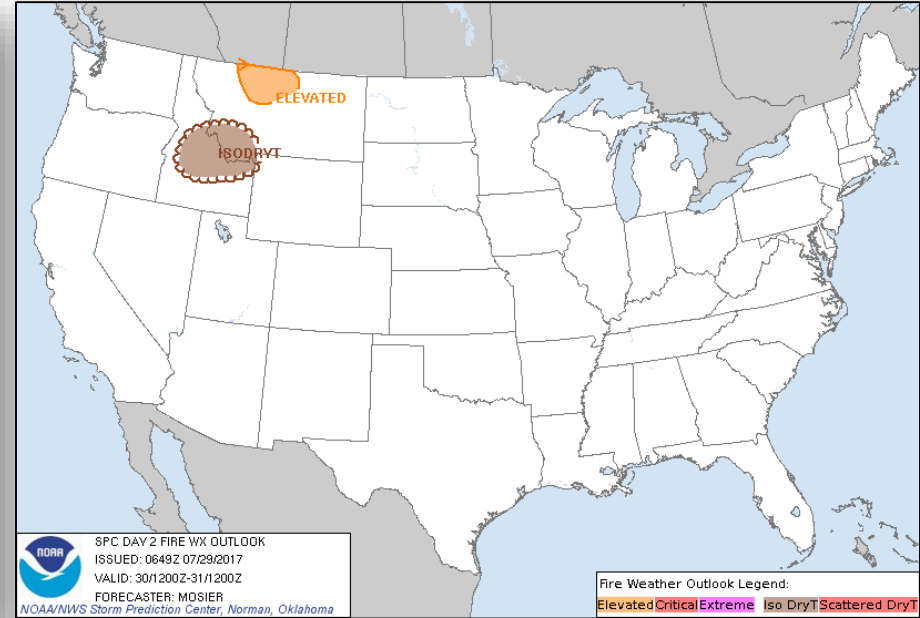 ELEVATED
ISODRYT
NOAA
SPC DAY 2 FIRE WX OUTLOOK
ISSUED: 0649Z 07/29/2017
VALID: 30/1200Z-31/1200Z
FORECASTER: MOSIER
NOAA/NWS Storm Prediction Center, Norman, Oklahoma
Fire Weather Outlook Legend:
Elevated Critical Extreme Iso DryT Scattered DryT